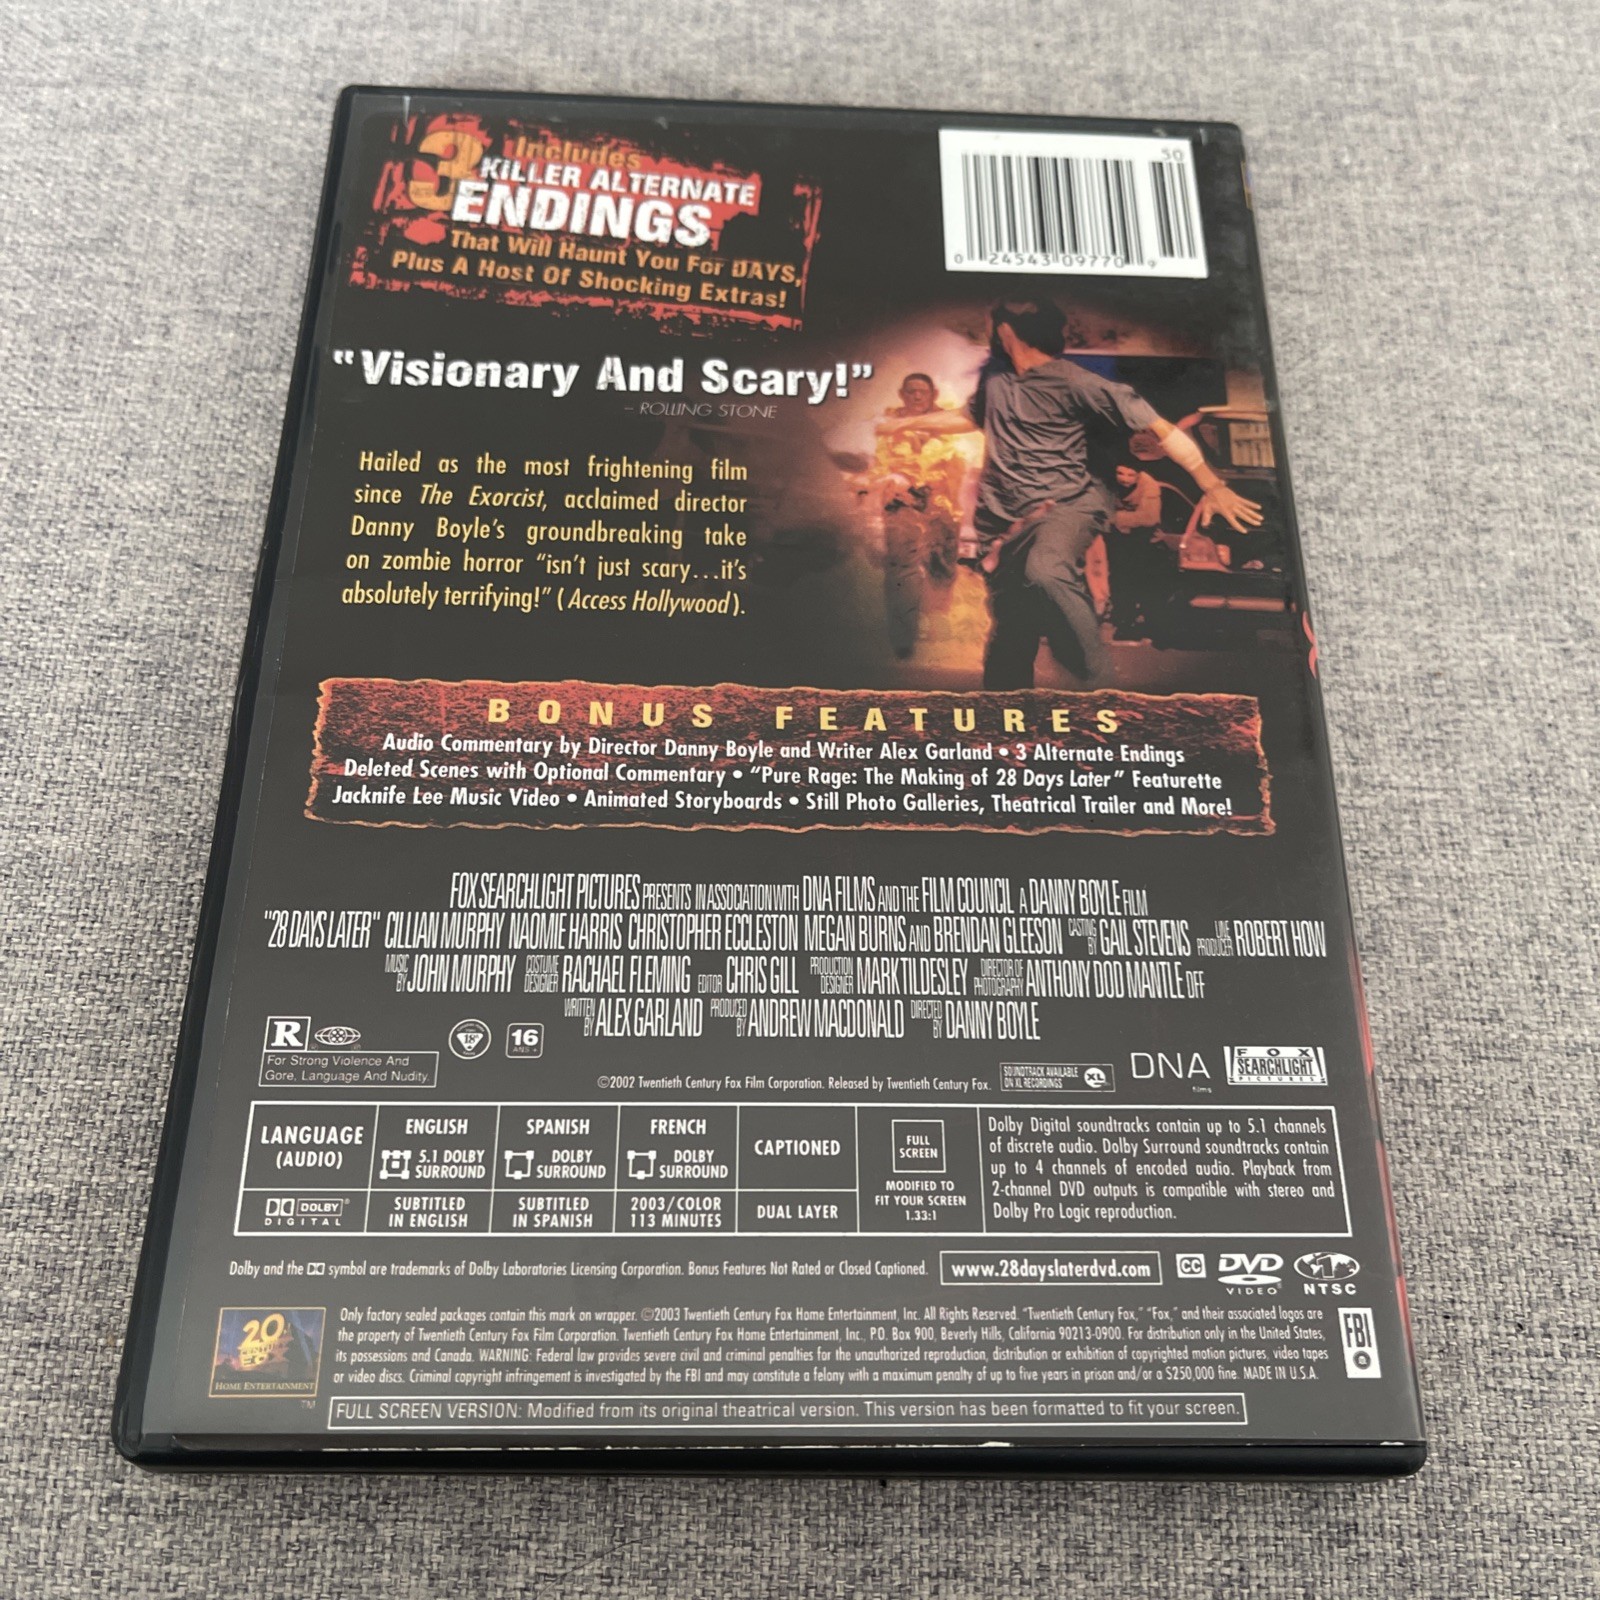 Includes
3 KILLER ALTERNATE
ENDINGS
That Will Haunt You For DAYS,
Plus A Host Of Shocking Extras!
50
0 24543 09770 9
"Visionary And Scary!"
– ROLLING STONE
Hailed as the most frightening film
since The Exorcist, acclaimed director
Danny Boyle's groundbreaking take
on zombie horror "isn't just scary...it's
absolutely terrifying!" (Access Hollywood).
BONUS FEATURES
Audio Commentary by Director Danny Boyle and Writer Alex Garland • 3 Alternate Endings
Deleted Scenes with Optional Commentary • "Pure Rage: The Making of 28 Days Later" Featurette
Jacknife Lee Music Video • Animated Storyboards • Still Photo Galleries, Theatrical Trailer and More!
FOX SEARCHLIGHT PICTURES PRESENTS IN ASSOCIATION WITH DNA FILMS AND THE FILM COUNCIL A DANNY BOYLE FILM
"28 DAYS LATER" CILLIAN MURPHY NAOMIE HARRIS CHRISTOPHER ECCLESTON MEGAN BURNS AND BRENDAN GLEESON CASTING BY GAIL STEVENS LINE PRODUCER ROBERT HOW
MUSIC BY JOHN MURPHY COSTUME DESIGNER RACHAEL FLEMING EDITOR CHRIS GILL PRODUCTION DESIGNER MARK TILDESLEY DIRECTOR OF PHOTOGRAPHY ANTHONY DOD MANTLE DFF
WRITTEN BY ALEX GARLAND PRODUCED BY ANDREW MACDONALD DIRECTED BY DANNY BOYLE
R
For Strong Violence And
Gore, Language And Nudity.
18
16
ANS +
©2002 Twentieth Century Fox Film Corporation. Released by Twentieth Century Fox.
SOUNDTRACK AVAILABLE
ON XL RECORDINGS
XL
DNA
films
FOX
SEARCHLIGHT
PICTURES
LANGUAGE
(AUDIO)
ENGLISH
5.1 DOLBY
SURROUND
SPANISH
DOLBY
SURROUND
FRENCH
DOLBY
SURROUND
CAPTIONED
FULL
SCREEN
MODIFIED TO
FIT YOUR SCREEN
1.33:1
DOLBY
DIGITAL
SUBTITLED
IN ENGLISH
SUBTITLED
IN SPANISH
2003/COLOR
113 MINUTES
DUAL LAYER
Dolby Digital soundtracks contain up to 5.1 channels
of discrete audio. Dolby Surround soundtracks contain
up to 4 channels of encoded audio. Playback from
2-channel DVD outputs is compatible with stereo and
Dolby Pro Logic reproduction.
Dolby and the symbol are trademarks of Dolby Laboratories Licensing Corporation. Bonus Features Not Rated or Closed Captioned.
www.28dayslaterdvd.com
CC
DVD
VIDEO
1
NTSC
20
CENTURY
FOX
HOME ENTERTAINMENT
TM
Only factory sealed packages contain this mark on wrapper. ©2003 Twentieth Century Fox Home Entertainment, Inc. All Rights Reserved. "Twentieth Century Fox," "Fox," and their associated logos are
the property of Twentieth Century Fox Film Corporation. Twentieth Century Fox Home Entertainment, Inc., P.O. Box 900, Beverly Hills, California 90213-0900. For distribution only in the United States,
its possessions and Canada. WARNING: Federal law provides severe civil and criminal penalties for the unauthorized reproduction, distribution or exhibition of copyrighted motion pictures, video tapes
or video discs. Criminal copyright infringement is investigated by the FBI and may constitute a felony with a maximum penalty of up to five years in prison and/or a $250,000 fine. MADE IN U.S.A.
FBI
FULL SCREEN VERSION: Modified from its original theatrical version. This version has been formatted to fit your screen.